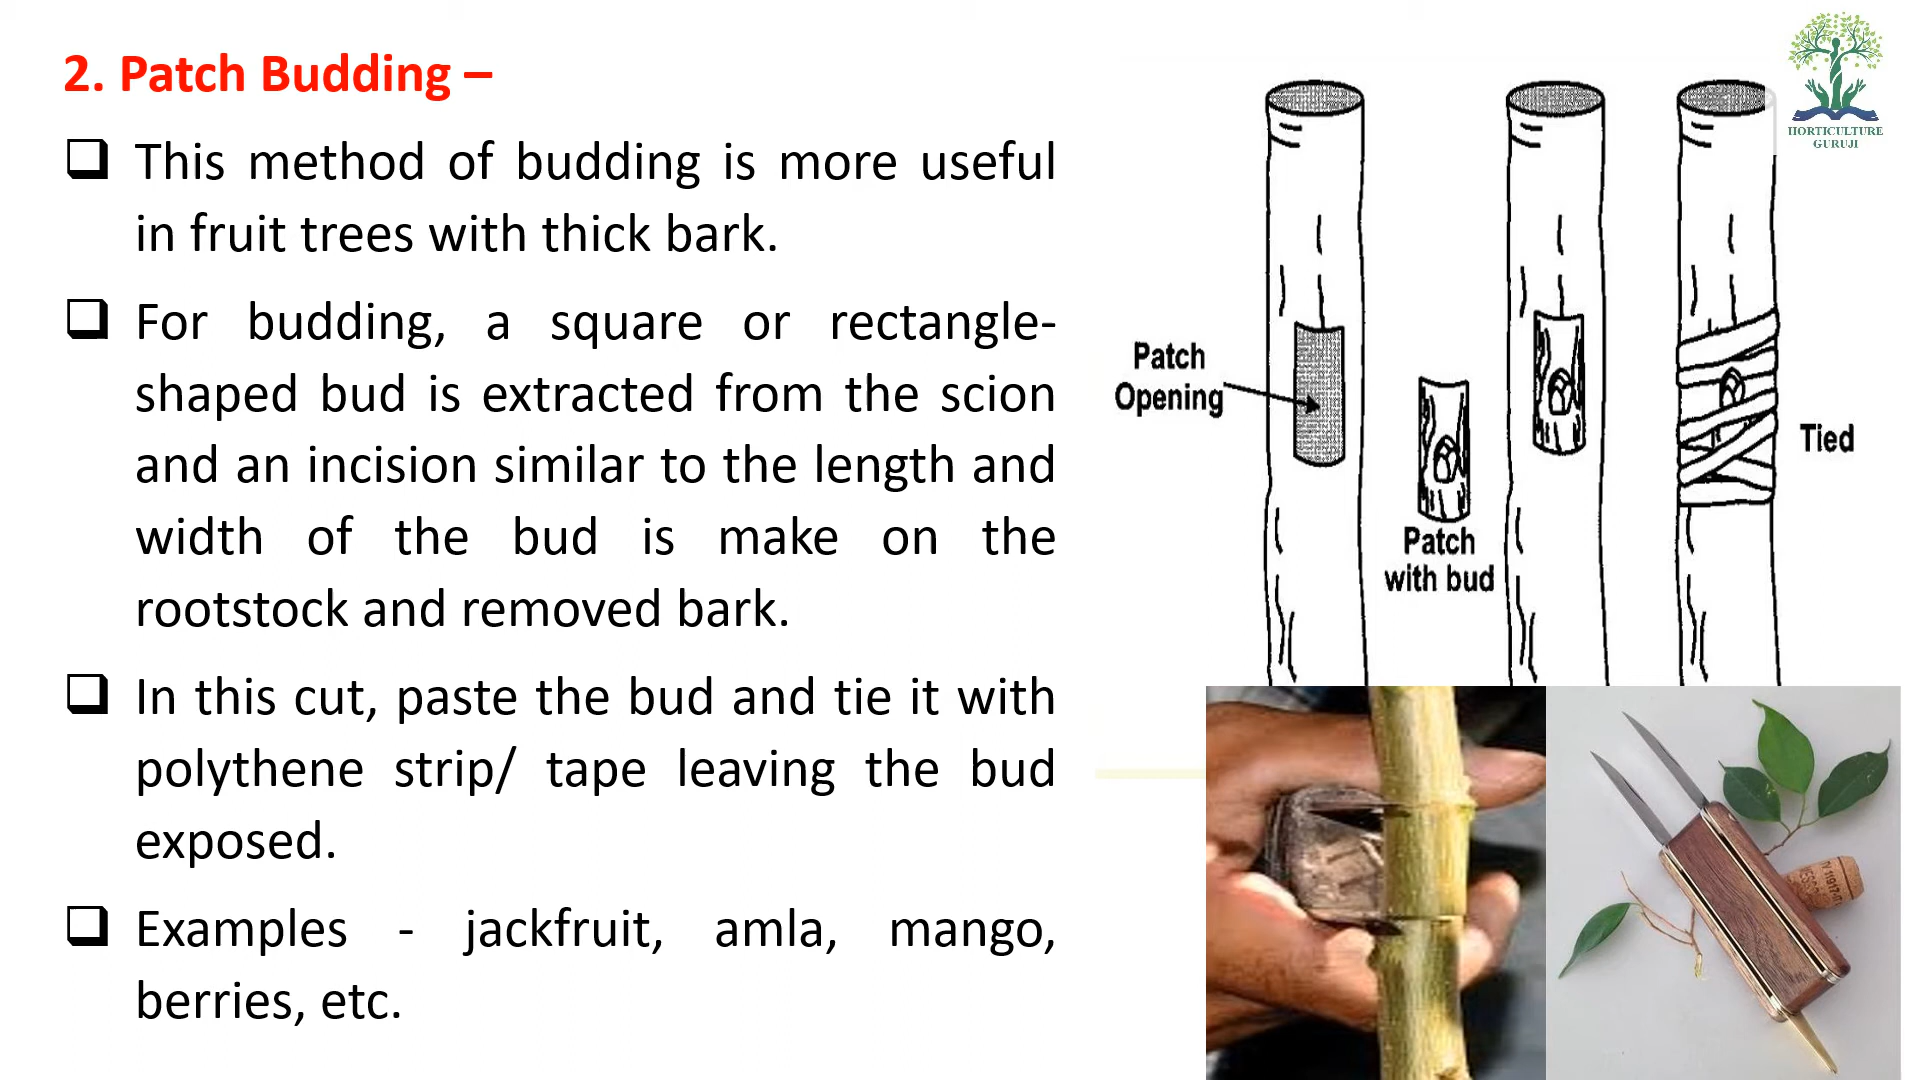 2. Patch Budding –
This method of budding is more useful
in fruit trees with thick bark.
For budding, a square or rectangle-
shaped bud is extracted from the scion
and an incision similar to the length and
width of the bud is make on the
rootstock and removed bark.
In this cut, paste the bud and tie it with
polythene strip/ tape leaving the bud
exposed.
Examples - jackfruit, amla, mango,
berries, etc.
HORTICULTURE
GURUJI
Patch
Opening
Patch
with bud
Tied